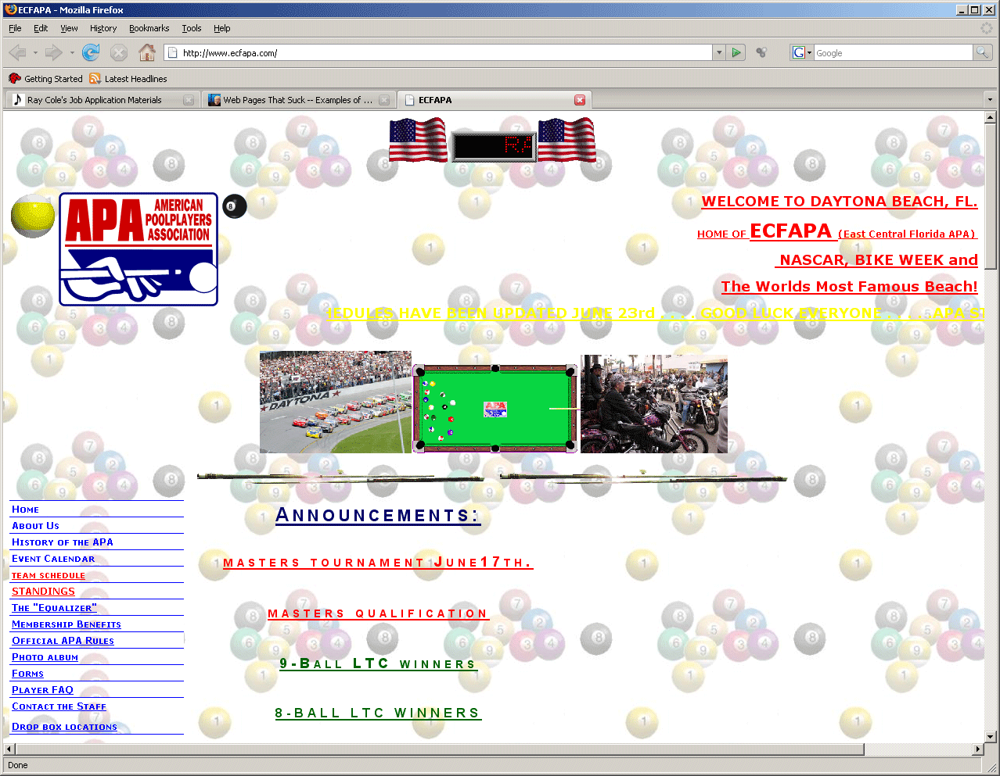 ECFAPA - Mozilla Firefox
File Edit View History Bookmarks Tools Help
http://www.ecfapa.com/
Google
Getting Started Latest Headlines
Ray Cole's Job Application Materials
Web Pages That Suck -- Examples of ...
ECFAPA
APA AMERICAN POOLPLAYERS ASSOCIATION
WELCOME TO DAYTONA BEACH, FL.
HOME OF ECFAPA (East Central Florida APA)
NASCAR, BIKE WEEK and
The Worlds Most Famous Beach!
HEDULES HAVE BEEN UPDATED JUNE 23rd . . . . GOOD LUCK EVERYONE . . . . . APA ST
DAYTONA
APA
Home
About Us
History of the APA
Event Calendar
team schedule
STANDINGS
The "Equalizer"
Membership Benefits
Official APA Rules
Photo album
Forms
Player FAQ
Contact the Staff
Drop box locations
Announcements:
masters tournament June17th.
masters qualification
9-Ball LTC winners
8-BALL LTC WINNERS
Done